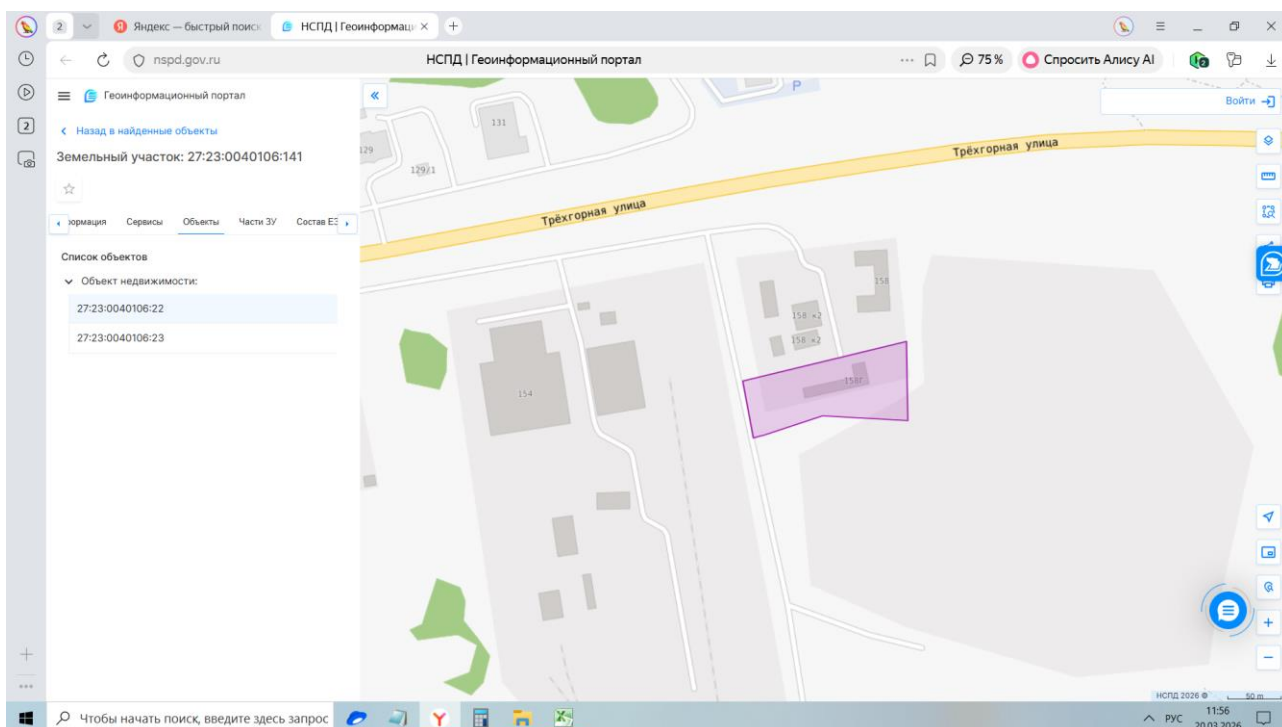 2
Яндекс — быстрый поиск
НСПД | Геоинформаци
nspd.gov.ru
НСПД | Геоинформационный портал
75 %
Спросить Алису AI
Геоинформационный портал
Войти
Назад в найденные объекты
Земельный участок: 27:23:0040106:141
ормация Сервисы Объекты Части ЗУ Состав ЕЗ
Список объектов
Объект недвижимости:
27:23:0040106:22
27:23:0040106:23
2
P
131
129
129/1
Трёхгорная улица
Трёхгорная улица
158
158 к2
158 к2
158Г
154
НСПД 2026 ©
50 m
Чтобы начать поиск, введите здесь запрос
РУС
11:56
20.03.2026